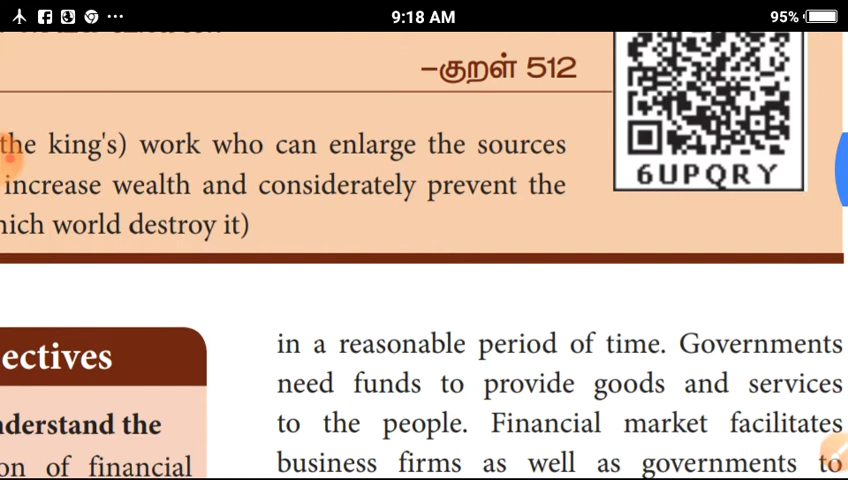 9:18 AM
95%
–குறள் 512
the king's) work who can enlarge the sources
increase wealth and considerately prevent the
which world destroy it)
6UPQRY
ectives
nderstand the
on of financial
in a reasonable period of time. Governments
need funds to provide goods and services
to the people. Financial market facilitates
business firms as well as governments to